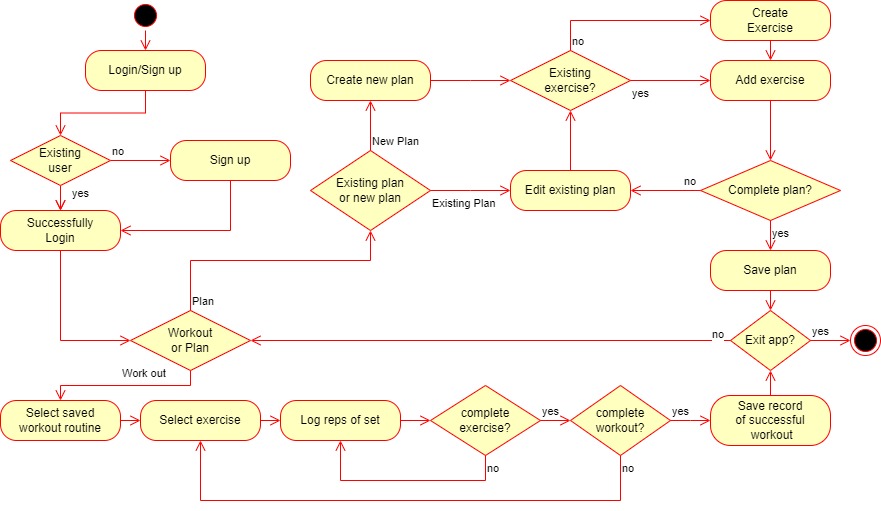 Create
Exercise
no
Login/Sign up
Create new plan
Existing
exercise?
yes
Add exercise
Existing
user
no
Sign up
New Plan
Existing plan
or new plan
Existing Plan
Edit existing plan
no
Complete plan?
yes
Successfully
Login
yes
Save plan
Plan
Workout
or Plan
no
Exit app?
yes
Work out
Select saved
workout routine
Select exercise
Log reps of set
complete
exercise?
yes
complete
workout?
yes
Save record
of successful
workout
no
no